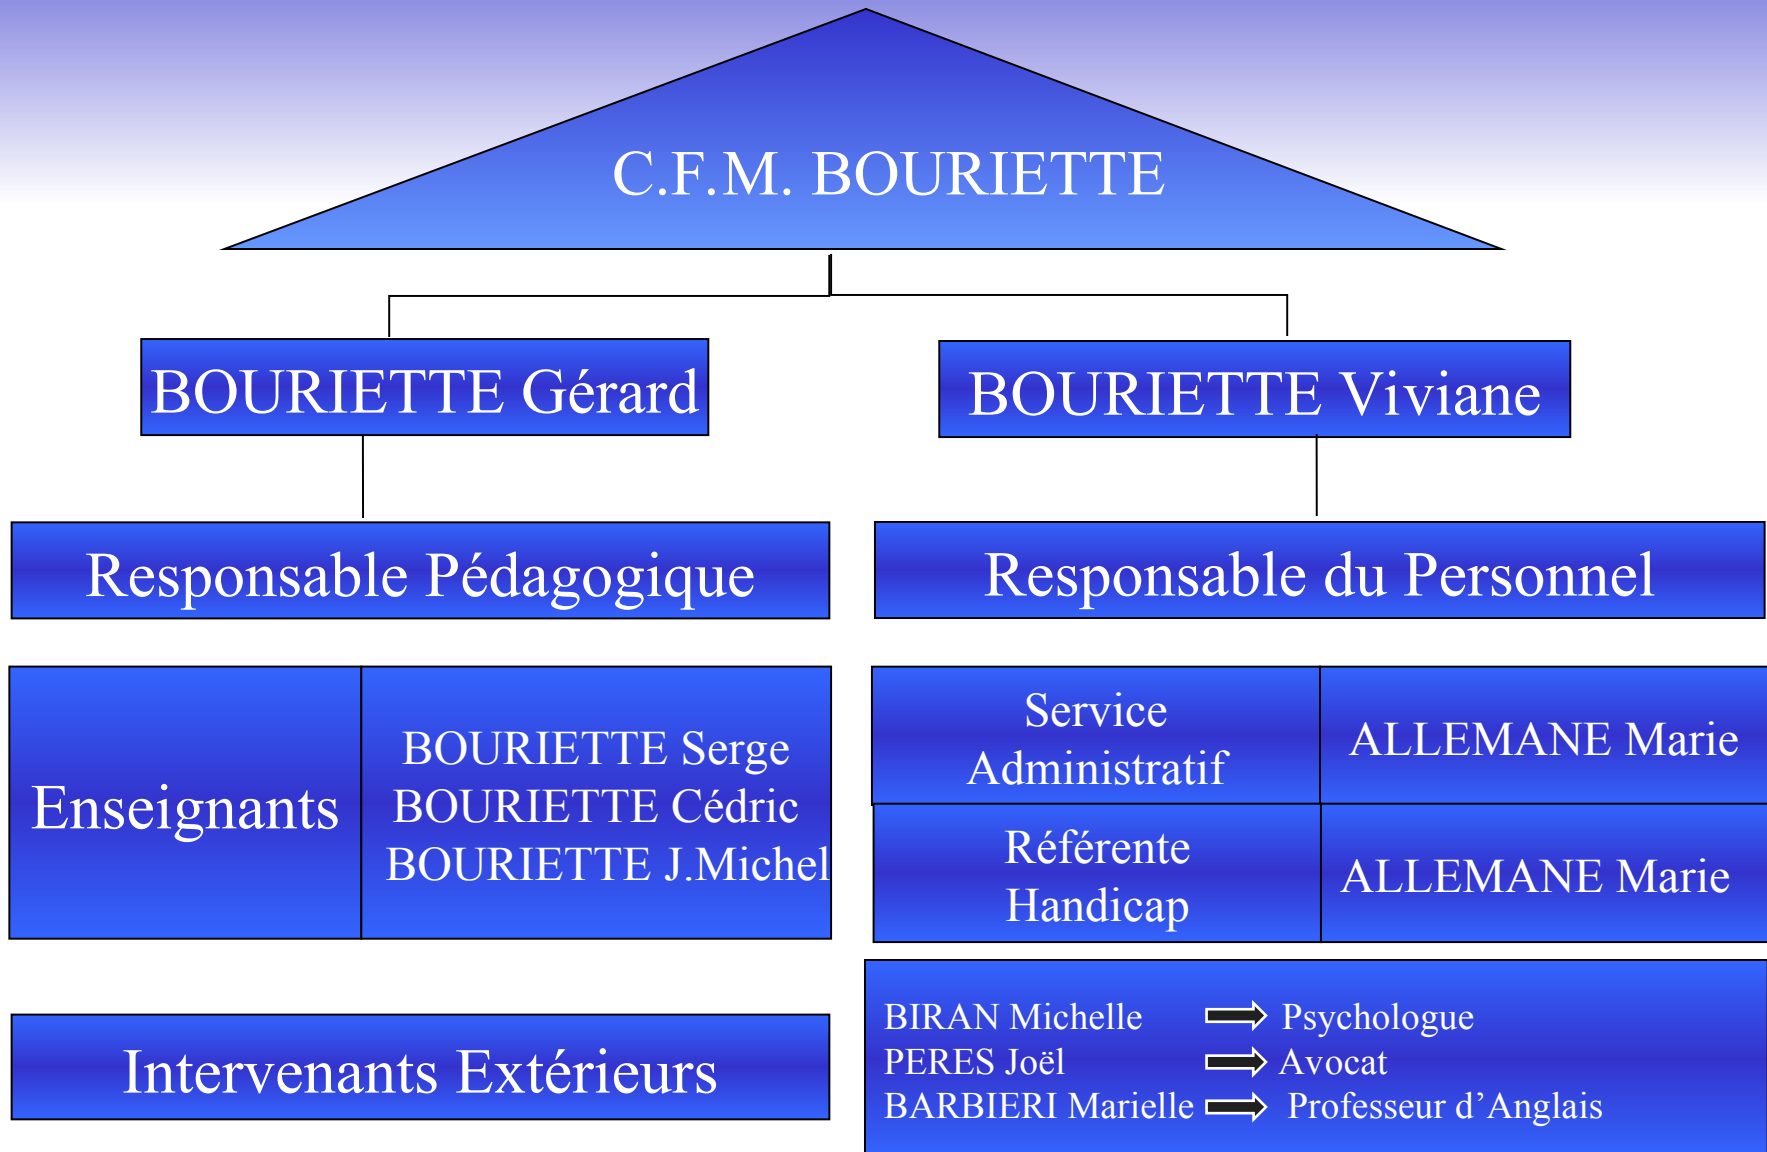 C.F.M. BOURIETTE
BOURIETTE Gérard
BOURIETTE Viviane
Responsable Pédagogique
Responsable du Personnel
Enseignants
BOURIETTE Serge
BOURIETTE Cédric
BOURIETTE J.Michel
Service
Administratif
ALLEMANE Marie
Référente
Handicap
ALLEMANE Marie
Intervenants Extérieurs
BIRAN Michelle Psychologue
PERES Joël Avocat
BARBIERI Marielle Professeur d’Anglais